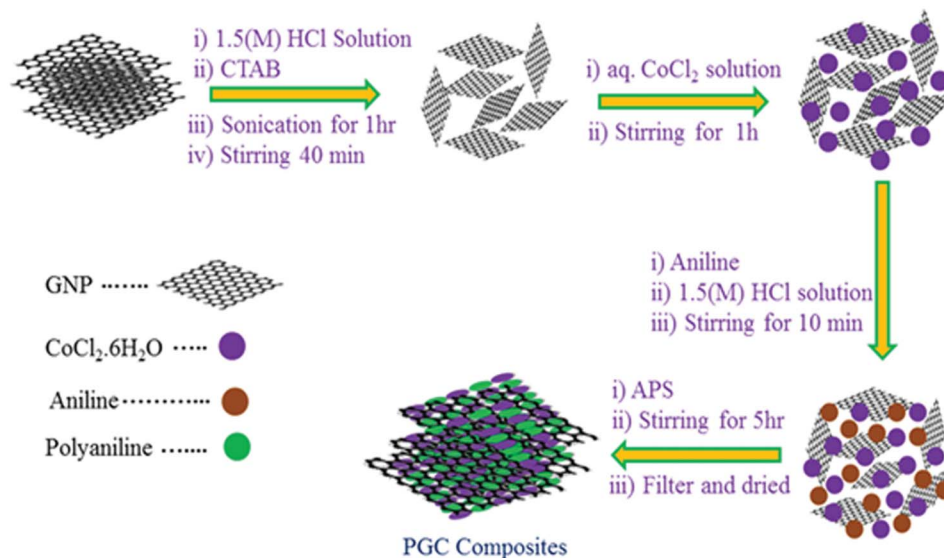 i) 1.5(M) HCl Solution
ii) CTAB
iii) Sonication for 1hr
iv) Stirring 40 min
i) aq. CoCl₂ solution
ii) Stirring for 1h
i) Aniline
ii) 1.5(M) HCl solution
iii) Stirring for 10 min
GNP ........
CoCl₂.6H₂O .....
Aniline ............
Polyaniline ........
i) APS
ii) Stirring for 5hr
iii) Filter and dried
PGC Composites